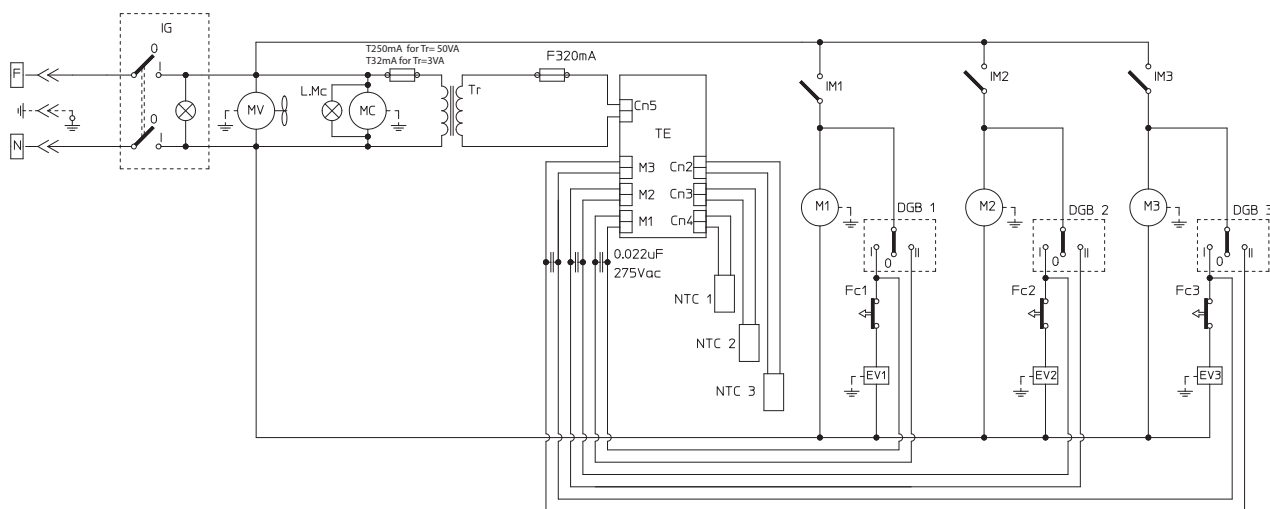 IG
0
I
F
N
0
I
MV
L.Mc
MC
T250mA for Tr= 50VA
T32mA for Tr=3VA
Tr
F320mA
Cn5
TE
M3
Cn2
M2
Cn3
M1
Cn4
0.022uF
275Vac
NTC 1
NTC 2
NTC 3
IM1
IM2
IM3
M1
M2
M3
DGB 1
DGB 2
DGB 3
I
0
II
I
0
II
I
0
II
Fc1
Fc2
Fc3
EV1
EV2
EV3